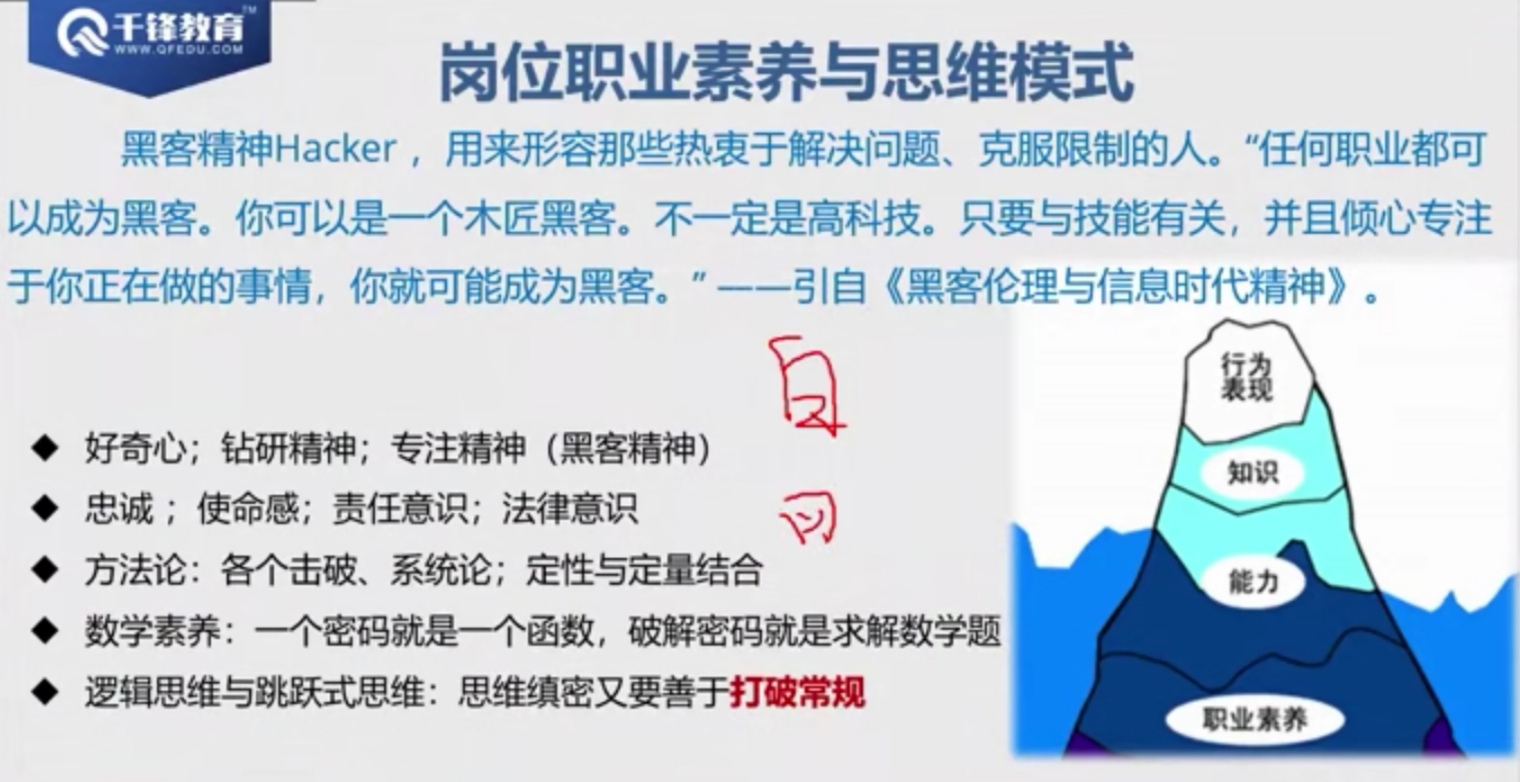 千锋教育™
WWW.QFEDU.COM
岗位职业素养与思维模式
黑客精神Hacker ，用来形容那些热衷于解决问题、克服限制的人。“任何职业都可
以成为黑客。你可以是一个木匠黑客。不一定是高科技。只要与技能有关，并且倾心专注
于你正在做的事情，你就可能成为黑客。” ——引自《黑客伦理与信息时代精神》。
◆ 好奇心；钻研精神；专注精神（黑客精神）
◆ 忠诚 ；使命感；责任意识；法律意识
◆ 方法论：各个击破、系统论；定性与定量结合
◆ 数学素养：一个密码就是一个函数，破解密码就是求解数学题
◆ 逻辑思维与跳跃式思维：思维缜密又要善于打破常规
行为
表现
知识
能力
职业素养